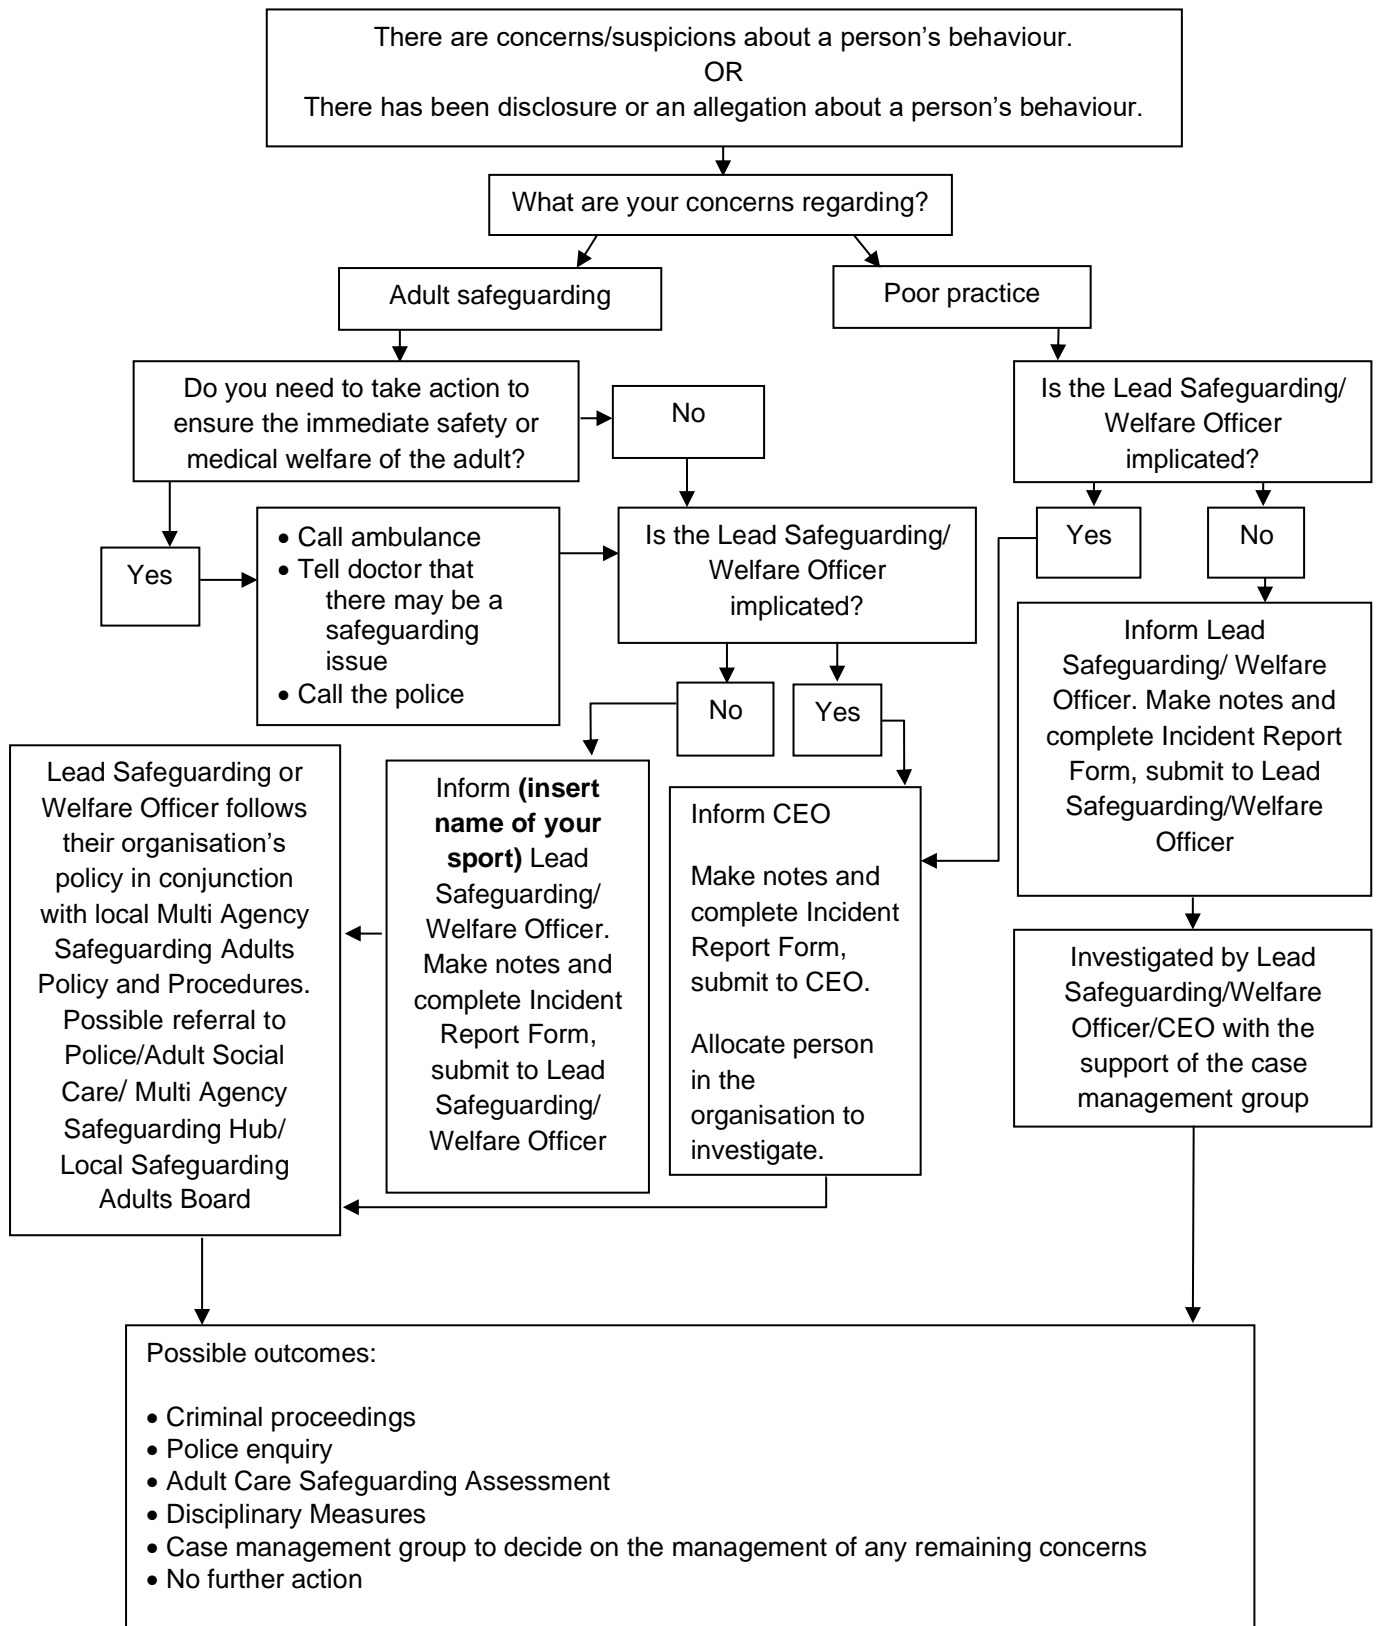 There are concerns/suspicions about a person’s behaviour.
OR
There has been disclosure or an allegation about a person’s behaviour.
What are your concerns regarding?
Adult safeguarding
Poor practice
Do you need to take action to
ensure the immediate safety or
medical welfare of the adult?
No
Is the Lead Safeguarding/
Welfare Officer
implicated?
Yes
• Call ambulance
• Tell doctor that
there may be a
safeguarding
issue
• Call the police
Is the Lead Safeguarding/
Welfare Officer
implicated?
Yes
No
No
Yes
Inform Lead
Safeguarding/ Welfare
Officer. Make notes and
complete Incident Report
Form, submit to Lead
Safeguarding/Welfare
Officer
Lead Safeguarding or
Welfare Officer follows
their organisation’s
policy in conjunction
with local Multi Agency
Safeguarding Adults
Policy and Procedures.
Possible referral to
Police/Adult Social
Care/ Multi Agency
Safeguarding Hub/
Local Safeguarding
Adults Board
Inform (insert
name of your
sport) Lead
Safeguarding/
Welfare Officer.
Make notes and
complete Incident
Report Form,
submit to Lead
Safeguarding/
Welfare Officer
Inform CEO
Make notes and
complete Incident
Report Form,
submit to CEO.
Allocate person
in the
organisation to
investigate.
Investigated by Lead
Safeguarding/Welfare
Officer/CEO with the
support of the case
management group
Possible outcomes:
• Criminal proceedings
• Police enquiry
• Adult Care Safeguarding Assessment
• Disciplinary Measures
• Case management group to decide on the management of any remaining concerns
• No further action